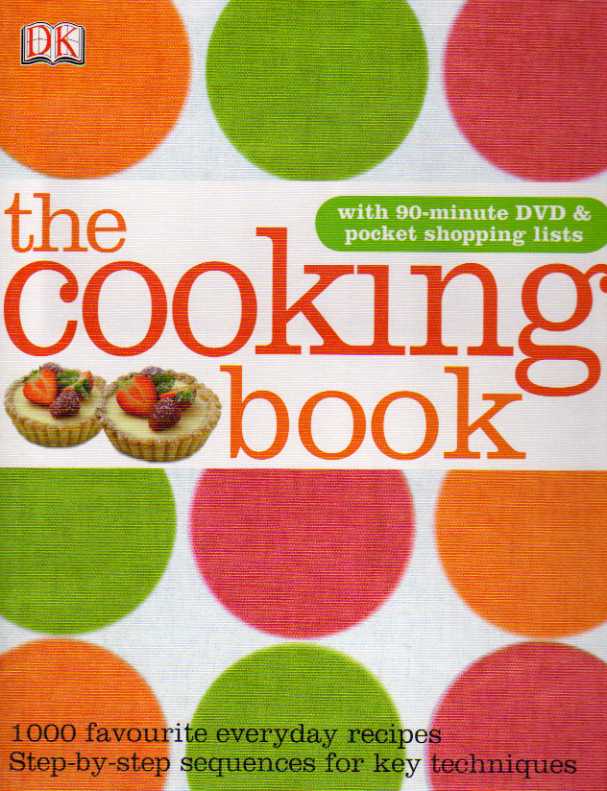 DK
the
with 90-minute DVD &
pocket shopping lists
cooking
book
1000 favourite everyday recipes
Step-by-step sequences for key techniques